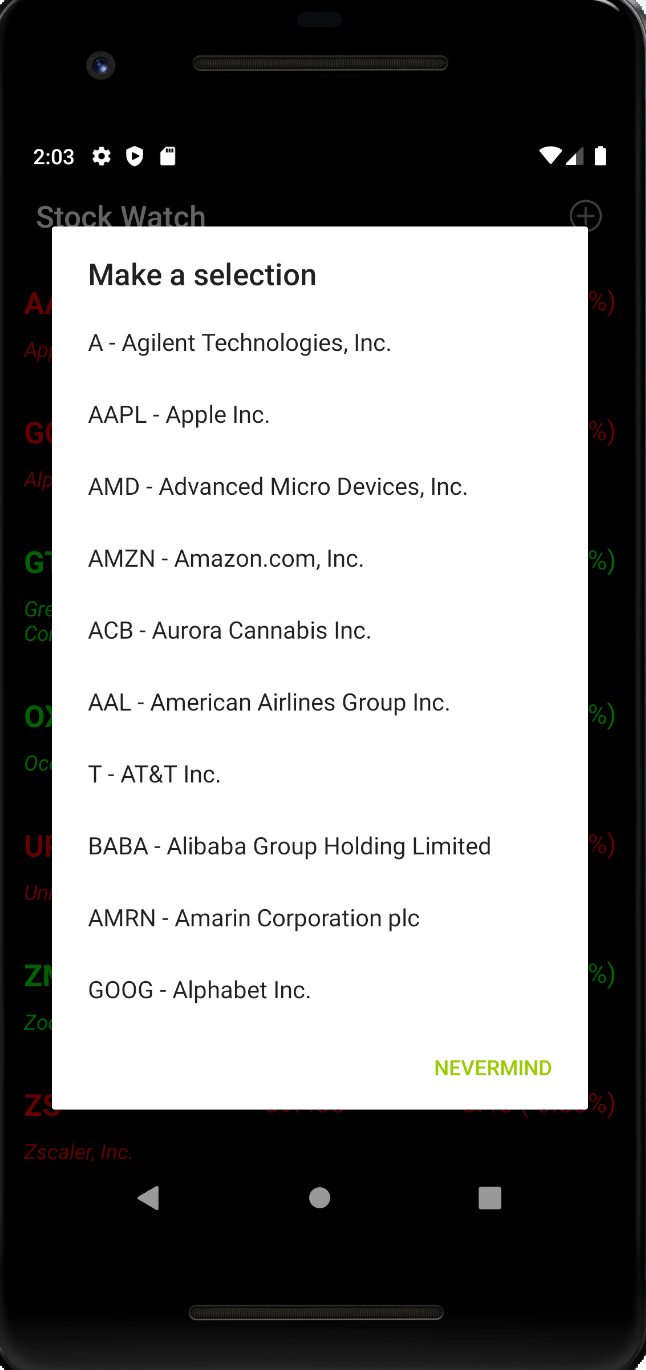 2:03
Stock Watch
Make a selection
A - Agilent Technologies, Inc.
AAPL - Apple Inc.
AMD - Advanced Micro Devices, Inc.
AMZN - Amazon.com, Inc.
ACB - Aurora Cannabis Inc.
AAL - American Airlines Group Inc.
T - AT&T Inc.
BABA - Alibaba Group Holding Limited
AMRN - Amarin Corporation plc
GOOG - Alphabet Inc.
NEVERMIND
ZS %)
Zscaler, Inc.